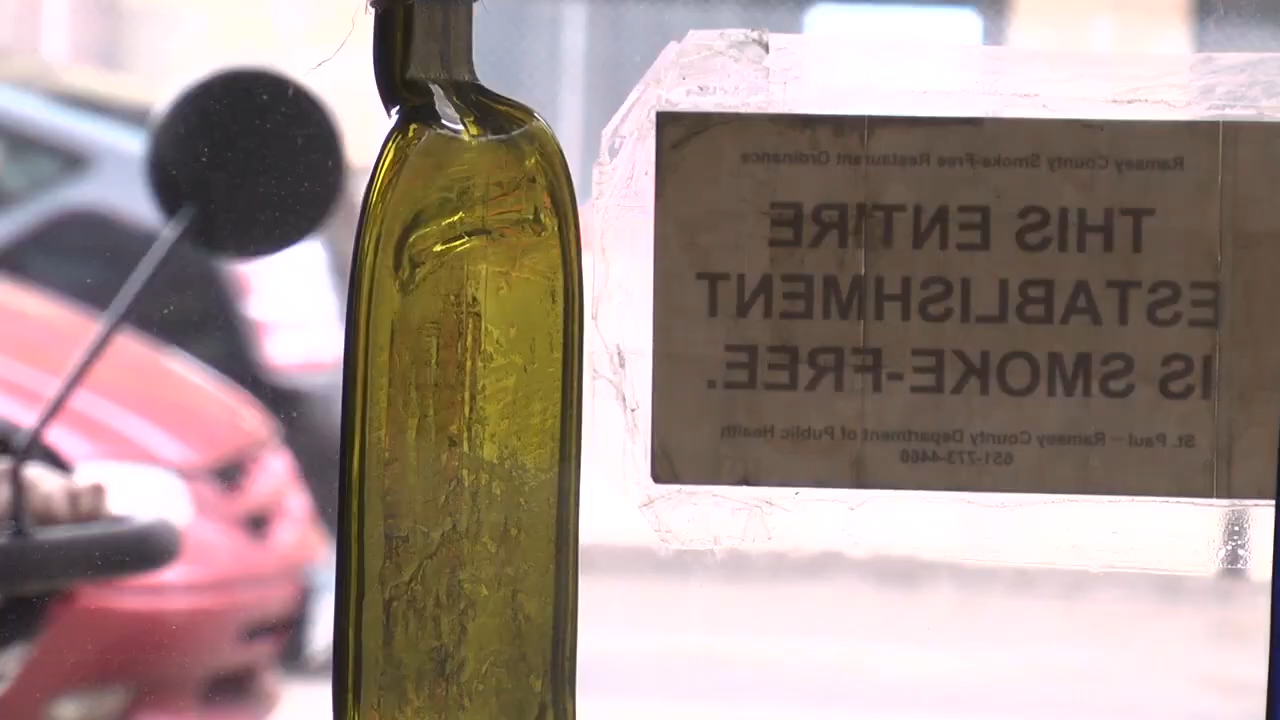 Ramsey County Smoke-Free Restaurant Ordinance
THIS ENTIRE
ESTABLISHMENT
IS SMOKE-FREE.
St. Paul – Ramsey County Department of Public Health
651-773-4460